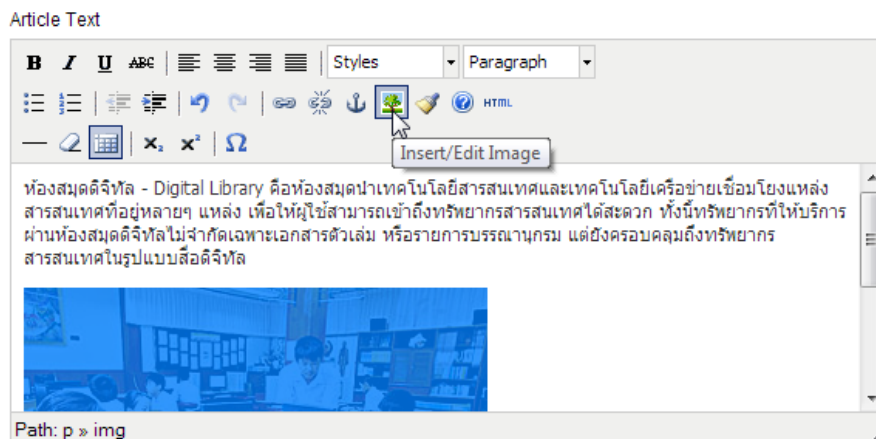 Article Text
B I U ABC Styles Paragraph
HTML
x₂ x² Ω
Insert/Edit Image
ห้องสมุดดิจิทัล - Digital Library คือห้องสมุดนำเทคโนโลยีสารสนเทศและเทคโนโลยีเครือข่ายเชื่อมโยงแหล่ง
สารสนเทศที่อยู่หลายๆ แหล่ง เพื่อให้ผู้ใช้สามารถเข้าถึงทรัพยากรสารสนเทศได้สะดวก ทั้งนี้ทรัพยากรที่ให้บริการ
ผ่านห้องสมุดดิจิทัลไม่จำกัดเฉพาะเอกสารตัวเล่ม หรือรายการบรรณานุกรม แต่ยังครอบคลุมถึงทรัพยากร
สารสนเทศในรูปแบบสื่อดิจิทัล
Path: p » img